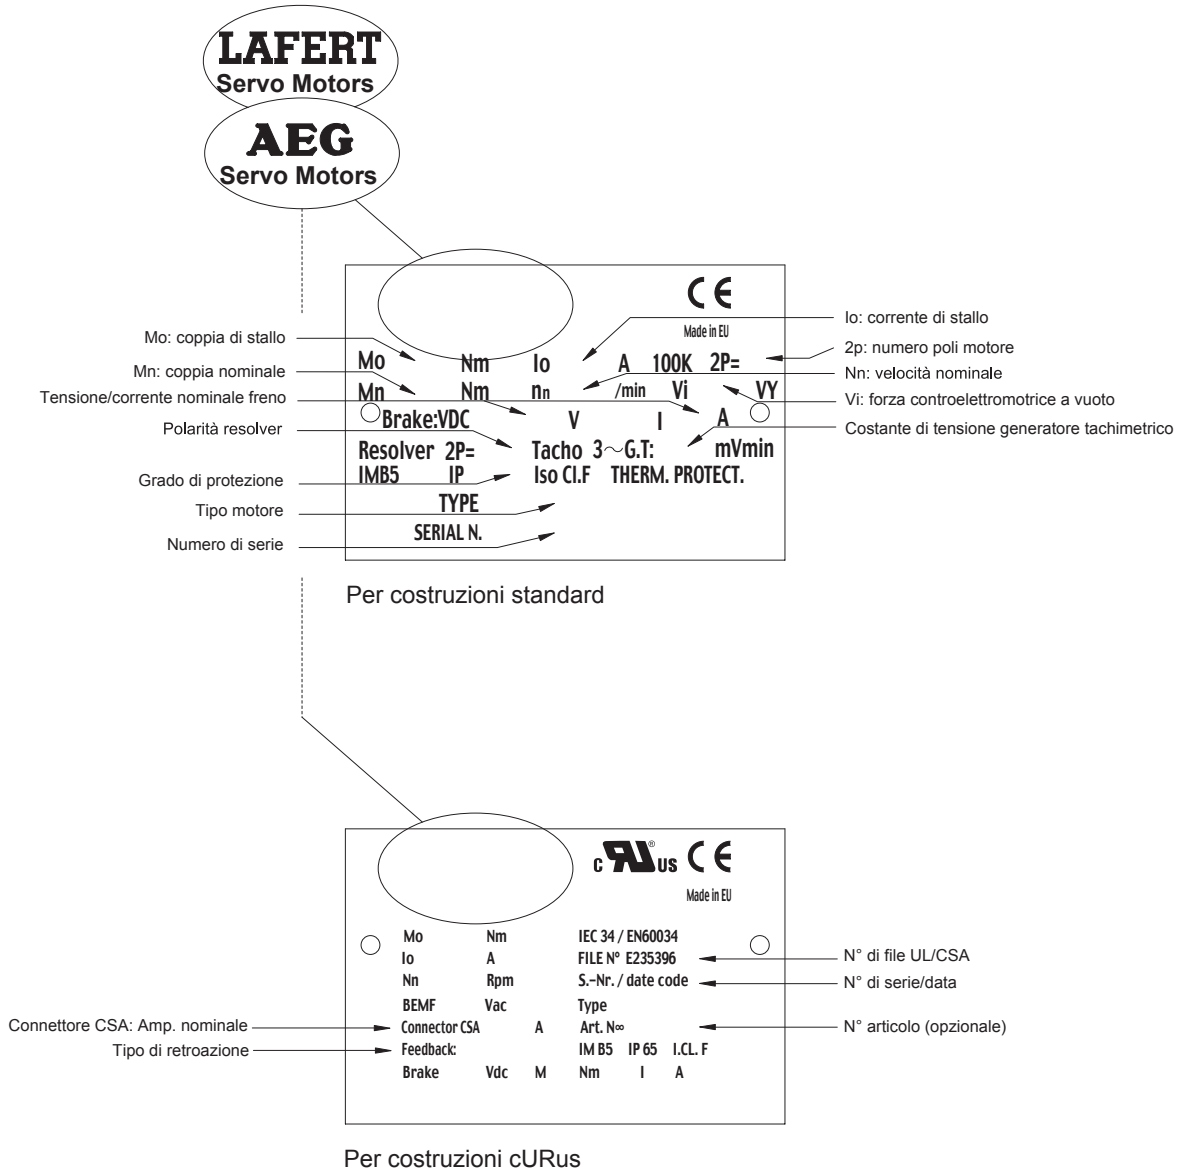 LAFERT
Servo Motors
AEG
Servo Motors
CE
Made in EU
Mo: coppia di stallo
Mn: coppia nominale
Tensione/corrente nominale freno
Polarità resolver
Grado di protezione
Tipo motore
Numero di serie
Mo Nm Io A 100K 2P=
Mn Nm nn /min Vi VY
Brake:VDC V I A
Resolver 2P= Tacho 3~G.T: mVmin
IMB5 IP Iso Cl.F THERM. PROTECT.
TYPE
SERIAL N.
Io: corrente di stallo
2p: numero poli motore
Nn: velocità nominale
Vi: forza controelettromotrice a vuoto
Costante di tensione generatore tachimetrico
Per costruzioni standard
c RU ® us CE
Made in EU
Mo Nm IEC 34 / EN60034
Io A FILE N° E235396
Nn Rpm S.-Nr. / date code
BEMF Vac Type
Connector CSA A Art. N∞
Feedback: IM B5 IP 65 I.CL. F
Brake Vdc M Nm I A
Connettore CSA: Amp. nominale
Tipo di retroazione
N° di file UL/CSA
N° di serie/data
N° articolo (opzionale)
Per costruzioni cURus